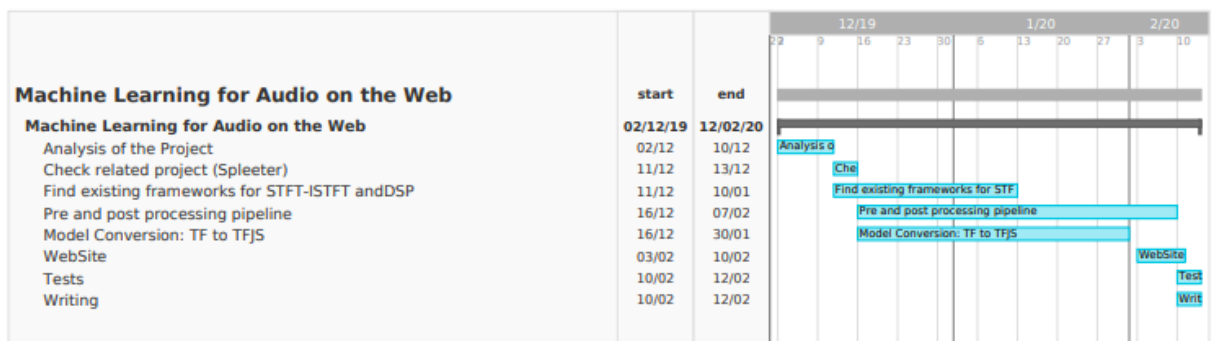 12/19 1/20 2/20
2 9 16 23 30 6 13 20 27 3 10
Machine Learning for Audio on the Web start end
Machine Learning for Audio on the Web 02/12/19 12/02/20
Analysis of the Project 02/12 10/12 Analysis o
Check related project (Spleeter) 11/12 13/12 Che
Find existing frameworks for STFT-ISTFT andDSP 11/12 10/01 Find existing frameworks for STF
Pre and post processing pipeline 16/12 07/02 Pre and post processing pipeline
Model Conversion: TF to TFJS 16/12 30/01 Model Conversion: TF to TFJS
WebSite 03/02 10/02 WebSite
Tests 10/02 12/02 Test
Writing 10/02 12/02 Writ